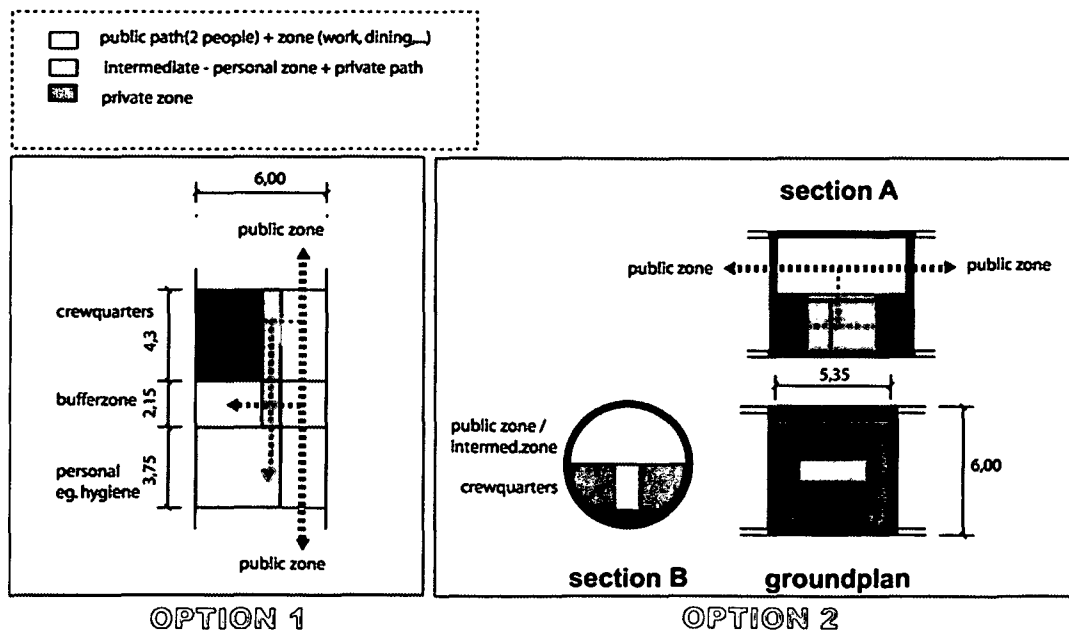 public path(2 people) + zone (work, dining,...)
intermediate - personal zone + private path
private zone
6,00
public zone
crewquarters
4,3
bufferzone
2,15
personal
eg. hygiene
3,75
public zone
OPTION 1
section A
public zone
public zone
5,35
public zone /
intermed.zone
crewquarters
6,00
section B
groundplan
OPTION 2